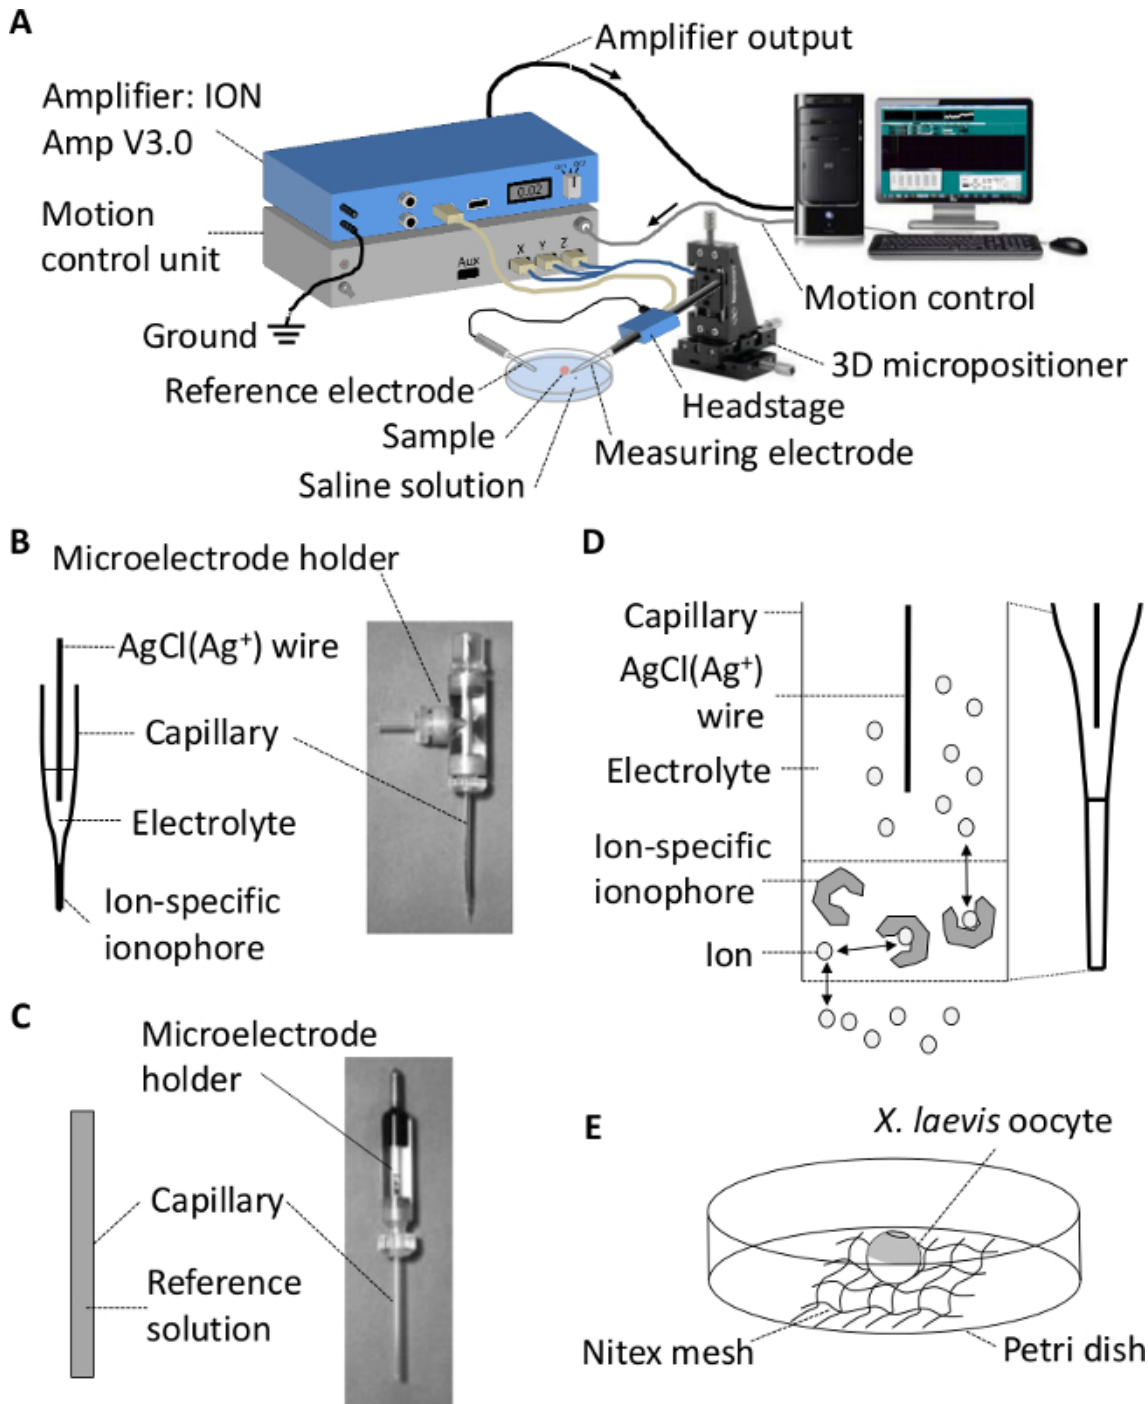 A
Amplifier output
Amplifier: ION
Amp V3.0
0.02
Motion
control unit
X Y Z
Aux
Ground
Motion control
3D micropositioner
Reference electrode
Headstage
Sample
Measuring electrode
Saline solution
B
Microelectrode holder
AgCl(Ag⁺) wire
Capillary
Electrolyte
Ion-specific
ionophore
C
Microelectrode
holder
Capillary
Reference
solution
D
Capillary
AgCl(Ag⁺)
wire
Electrolyte
Ion-specific
ionophore
Ion
E
X. laevis oocyte
Nitex mesh
Petri dish